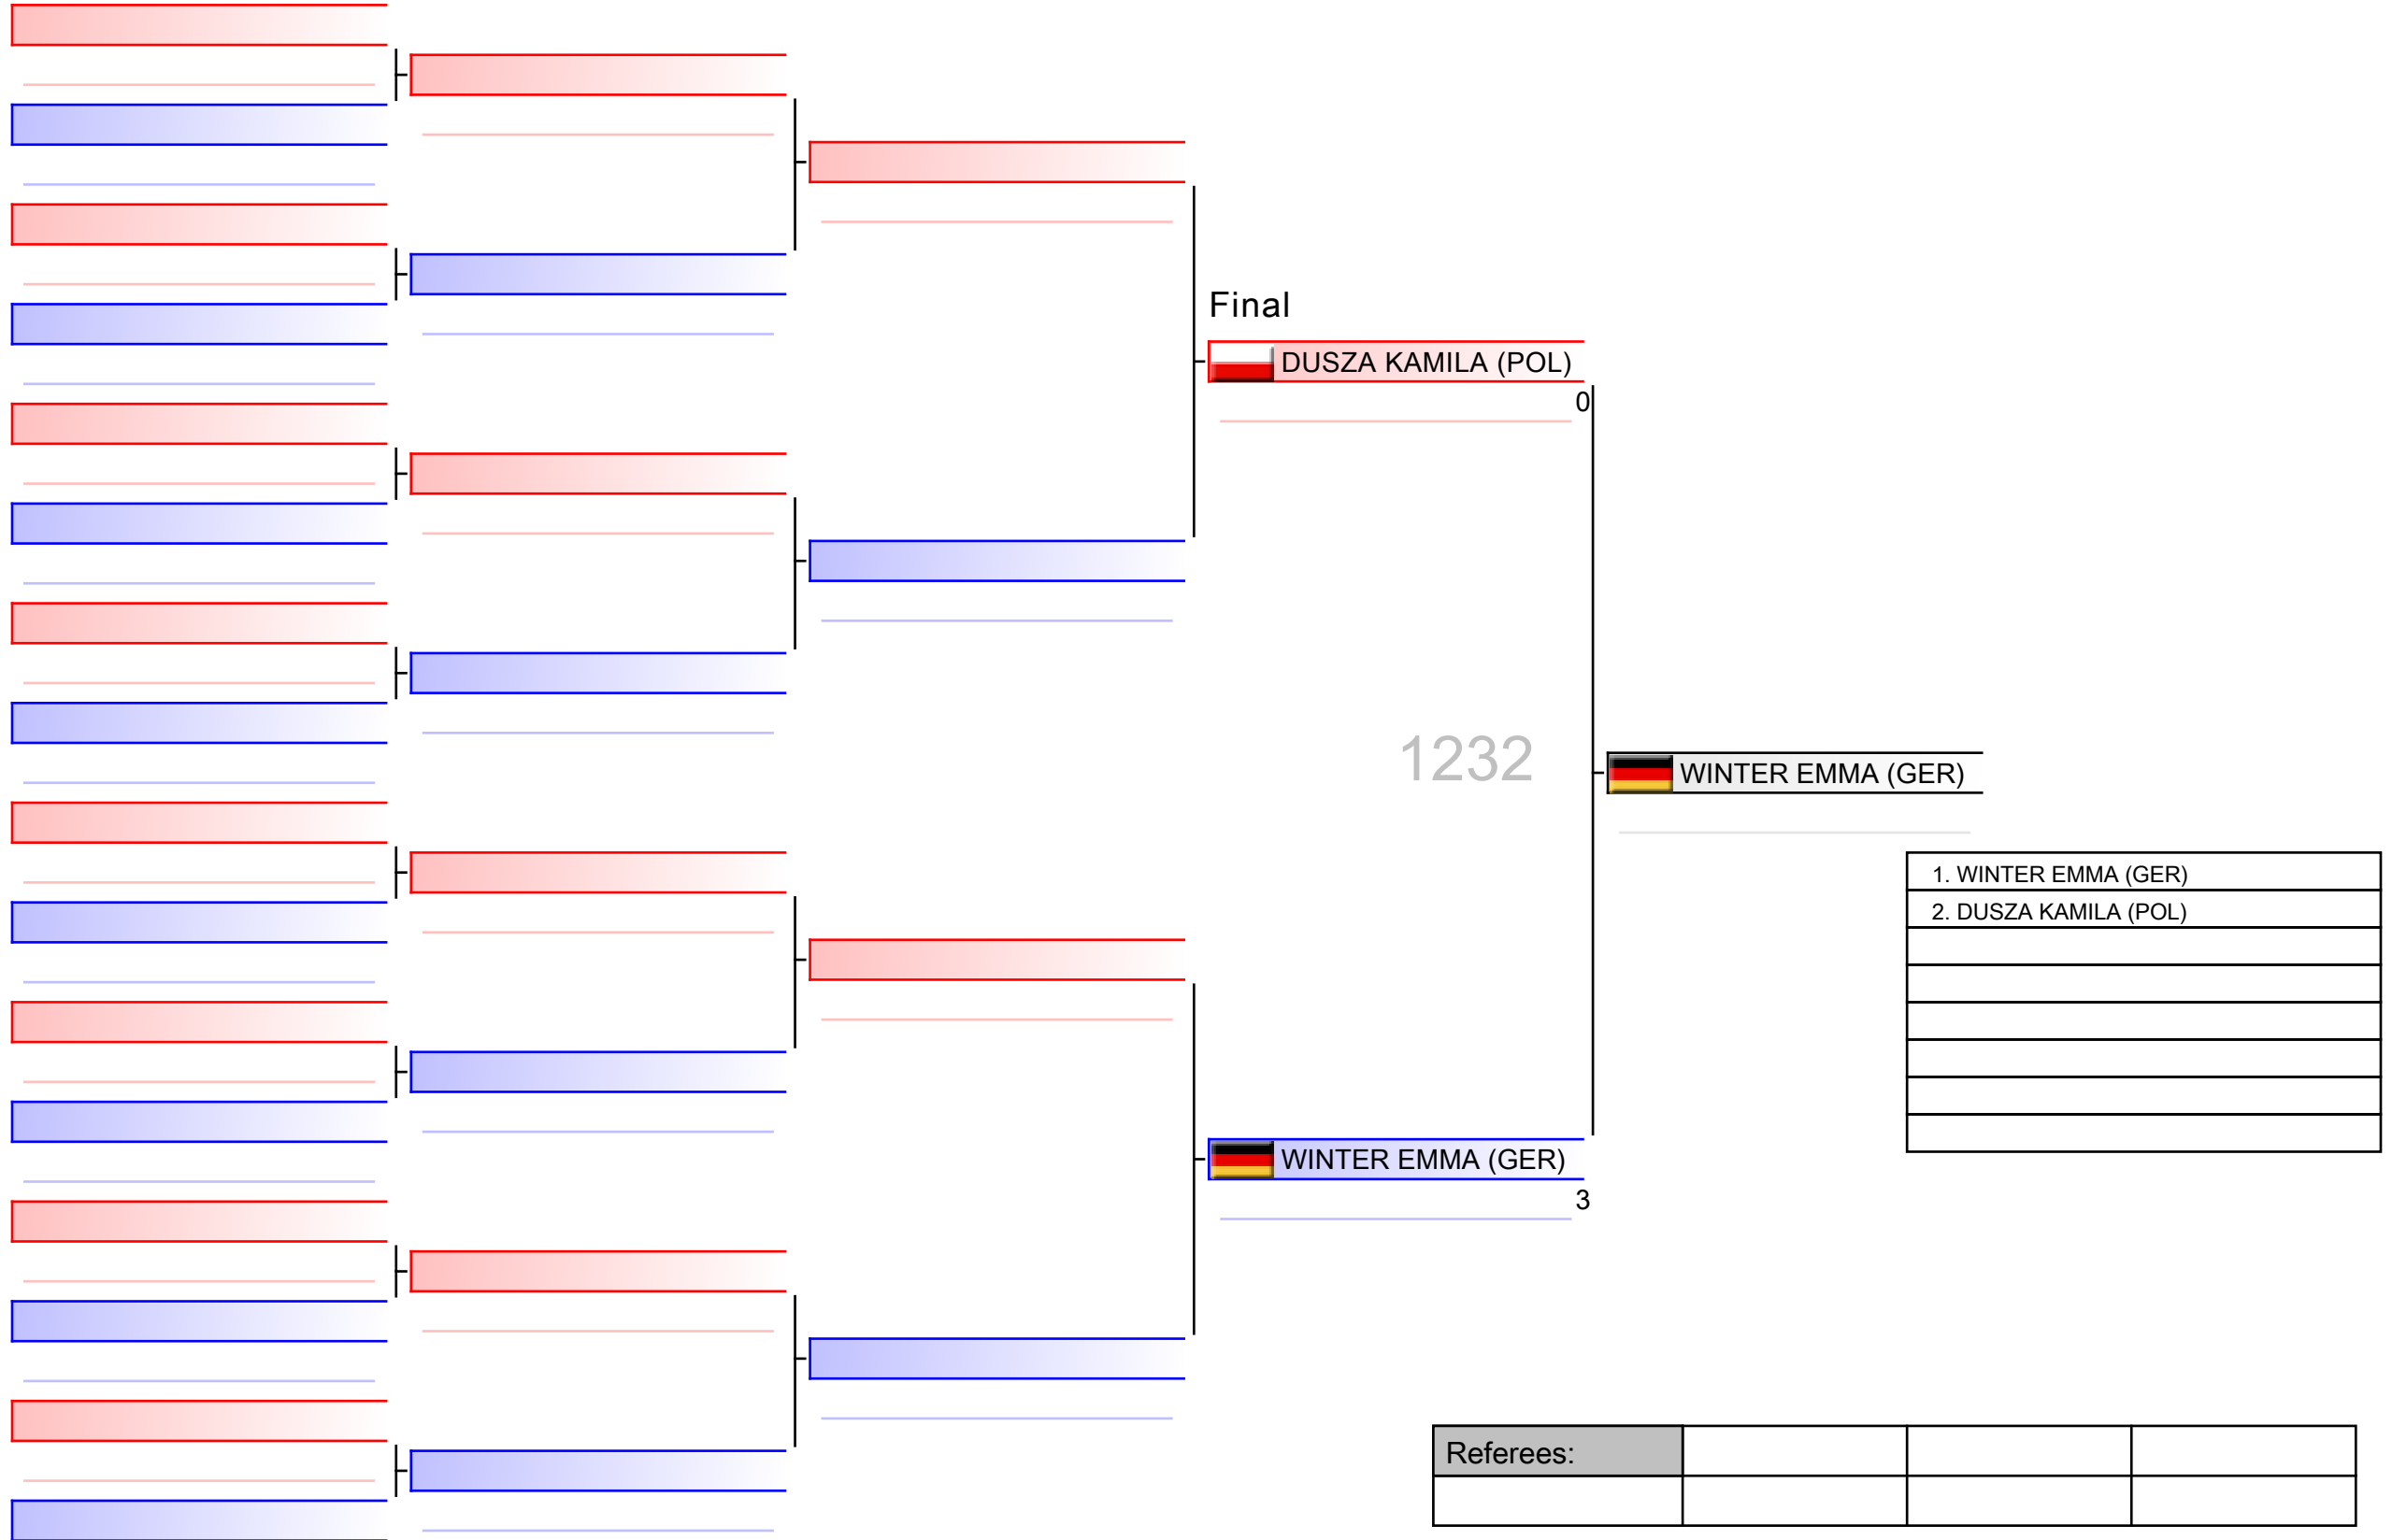 Final
DUSZA KAMILA (POL)
0
1232
WINTER EMMA (GER)
1. WINTER EMMA (GER)
2. DUSZA KAMILA (POL)
WINTER EMMA (GER)
3
Referees: